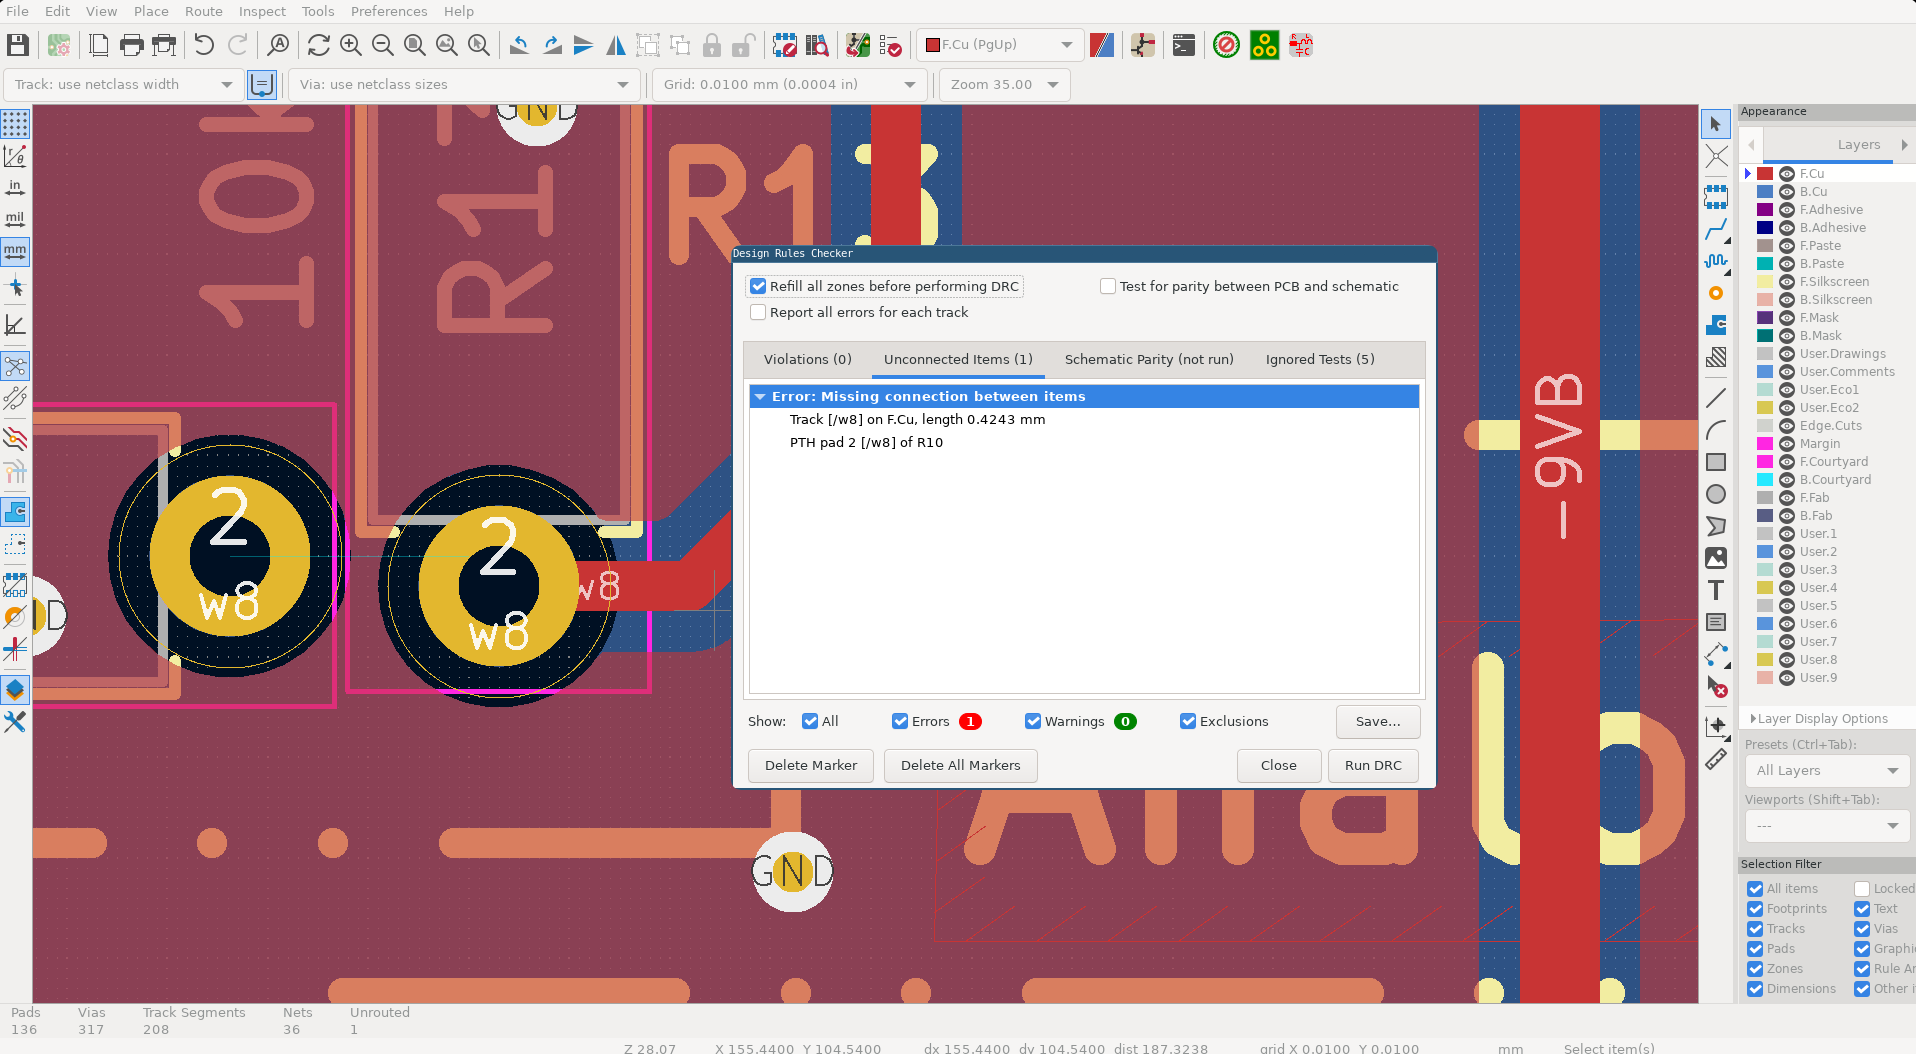 File Edit View Place Route Inspect Tools Preferences Help
F.Cu (PgUp)
Track: use netclass width
Via: use netclass sizes
Grid: 0.0100 mm (0.0004 in)
Zoom 35.00
in
mil
mm
GND
R1
Design Rules Checker
Refill all zones before performing DRC
Test for parity between PCB and schematic
Report all errors for each track
Violations (0)
Unconnected Items (1)
Schematic Parity (not run)
Ignored Tests (5)
Error: Missing connection between items
Track [/w8] on F.Cu, length 0.4243 mm
PTH pad 2 [/w8] of R10
Show:
All
Errors 1
Warnings 0
Exclusions
Save...
Delete Marker
Delete All Markers
Close
Run DRC
2
w8
2
w8
w8
-9VB
GND
Appearance
Layers
F.Cu
B.Cu
F.Adhesive
B.Adhesive
F.Paste
B.Paste
F.Silkscreen
B.Silkscreen
F.Mask
B.Mask
User.Drawings
User.Comments
User.Eco1
User.Eco2
Edge.Cuts
Margin
F.Courtyard
B.Courtyard
F.Fab
B.Fab
User.1
User.2
User.3
User.4
User.5
User.6
User.7
User.8
User.9
Layer Display Options
Presets (Ctrl+Tab):
All Layers
Viewports (Shift+Tab):
---
Selection Filter
All items Locked
Footprints Text
Tracks Vias
Pads Graphi
Zones Rule Ar
Dimensions Other i
Pads Vias Track Segments Nets Unrouted
136 317 208 36 1
Z 28.07 X 155.4400 Y 104.5400 dx 155.4400 dy 104.5400 dist 187.3238 grid X 0.0100 Y 0.0100 mm Select item(s)